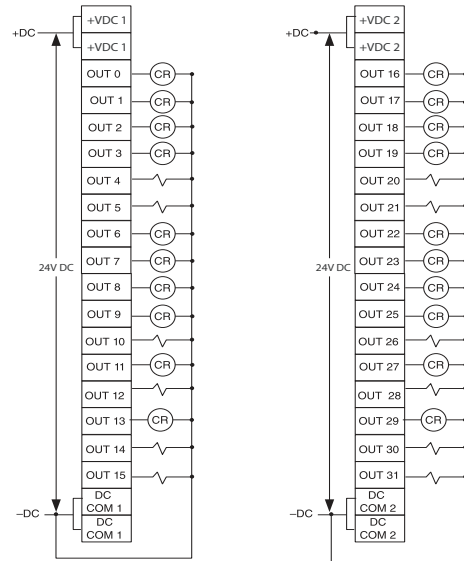 +VDC 1
+DC
+VDC 1
OUT 0 CR
OUT 1 CR
OUT 2 CR
OUT 3 CR
OUT 4
OUT 5
OUT 6 CR
OUT 7 CR
24V DC
OUT 8 CR
OUT 9 CR
OUT 10
OUT 11 CR
OUT 12
OUT 13 CR
OUT 14
OUT 15
DC
COM 1
–DC
DC
COM 1
+VDC 2
+DC
+VDC 2
OUT 16 CR
OUT 17 CR
OUT 18 CR
OUT 19 CR
OUT 20
OUT 21
OUT 22 CR
OUT 23 CR
24V DC
OUT 24 CR
OUT 25 CR
OUT 26
OUT 27 CR
OUT 28
OUT 29 CR
OUT 30
OUT 31
DC
COM 2
–DC
DC
COM 2